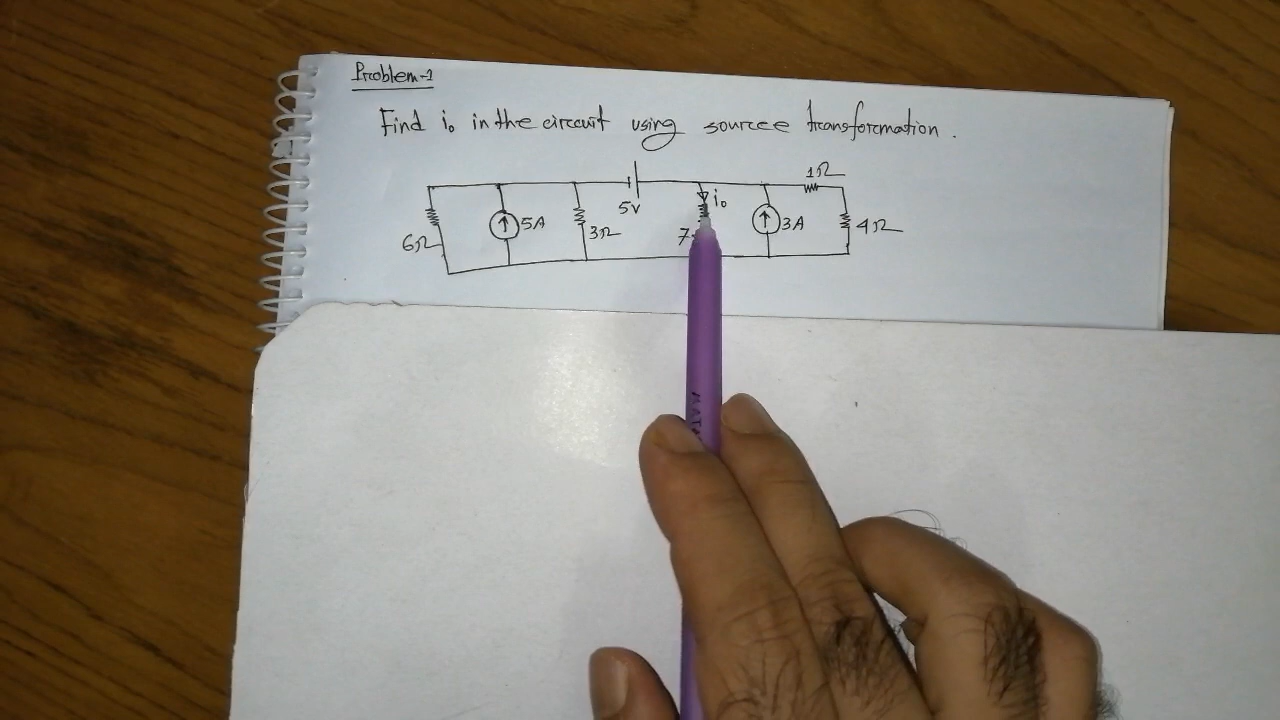 Problem-1
Find i₀ in the circuit using source transformation.
1Ω
i₀
5V
5A
3Ω
7
3A
4Ω
6Ω